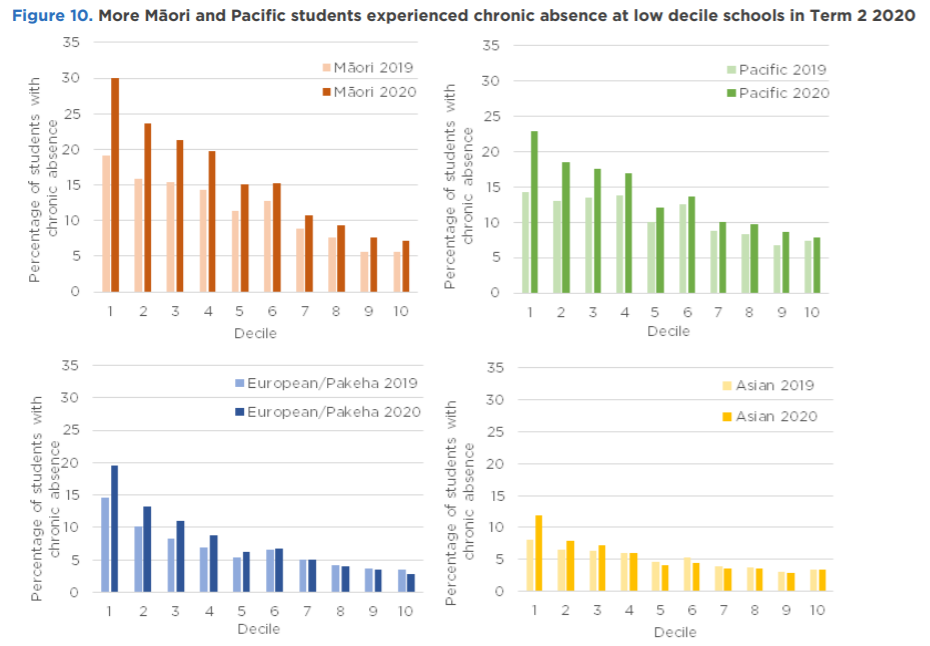 Figure 10. More Māori and Pacific students experienced chronic absence at low decile schools in Term 2 2020
35
30
25
20
15
10
5
0
Percentage of students with
chronic absence
Māori 2019
Māori 2020
1 2 3 4 5 6 7 8 9 10
Decile
35
30
25
20
15
10
5
0
Percentage of students with
chronic absence
Pacific 2019
Pacific 2020
1 2 3 4 5 6 7 8 9 10
Decile
35
30
25
20
15
10
5
0
Percentage of students with
chronic absence
European/Pakeha 2019
European/Pakeha 2020
1 2 3 4 5 6 7 8 9 10
Decile
35
30
25
20
15
10
5
0
Percentage of students with
chronic absence
Asian 2019
Asian 2020
1 2 3 4 5 6 7 8 9 10
Decile